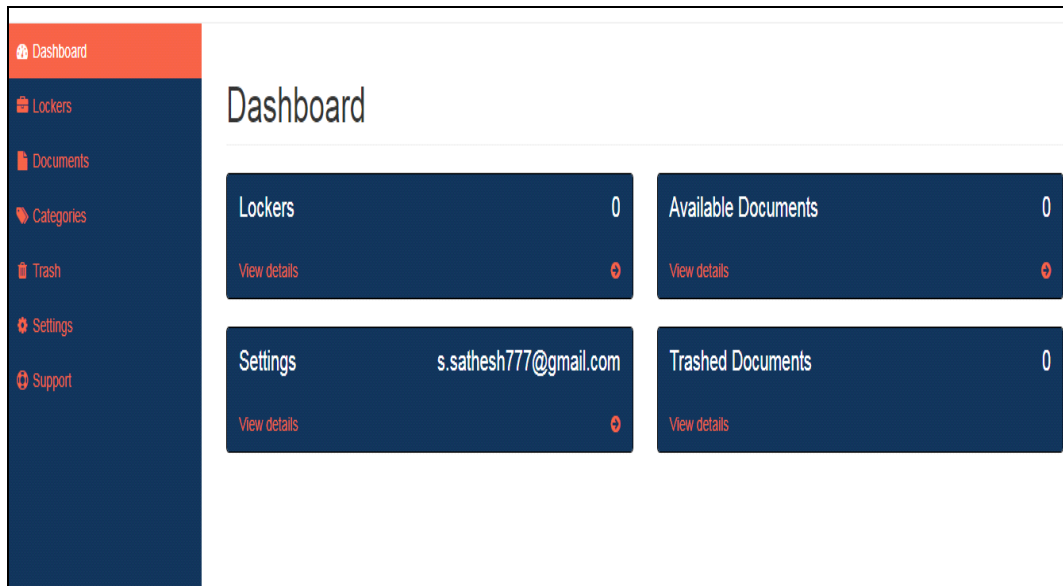 Dashboard
Lockers
Documents
Categories
Trash
Settings
Support
Dashboard
Lockers 0
View details
Available Documents 0
View details
Settings s.sathesh777@gmail.com
View details
Trashed Documents 0
View details